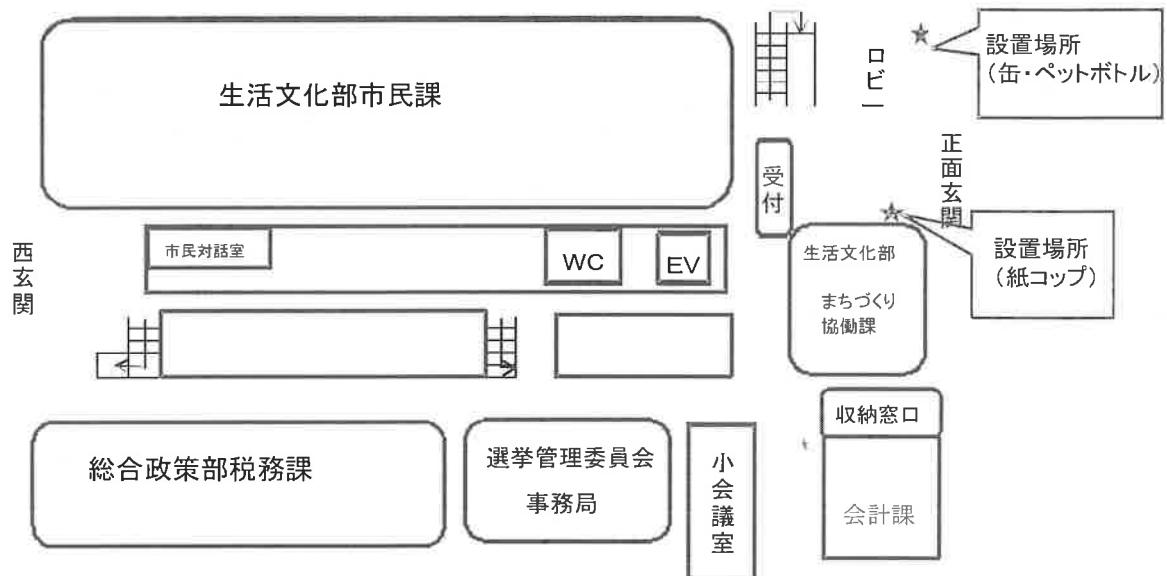 生活文化部市民課
ロビー
設置場所
（缶・ペットボトル）
正面玄関
受付
西玄関
市民対話室
WC
EV
生活文化部
まちづくり
協働課
設置場所
（紙コップ）
収納窓口
総合政策部税務課
選挙管理委員会
事務局
小会議室
会計課